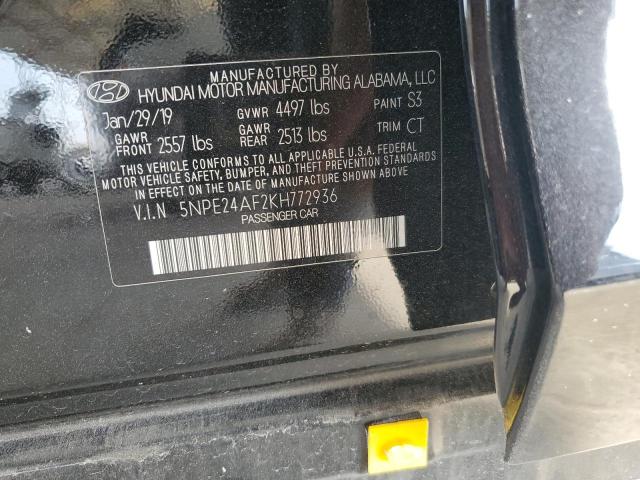 MANUFACTURED BY
HYUNDAI MOTOR MANUFACTURING ALABAMA, LLC
Jan/29/19 GVWR 4497 lbs PAINT S3
GAWR FRONT 2557 lbs GAWR REAR 2513 lbs TRIM CT
THIS VEHICLE CONFORMS TO ALL APPLICABLE U.S.A. FEDERAL
MOTOR VEHICLE SAFETY, BUMPER, AND THEFT PREVENTION STANDARDS
IN EFFECT ON THE DATE OF MANUFACTURE SHOWN ABOVE.
V.I.N 5NPE24AF2KH772936
PASSENGER CAR